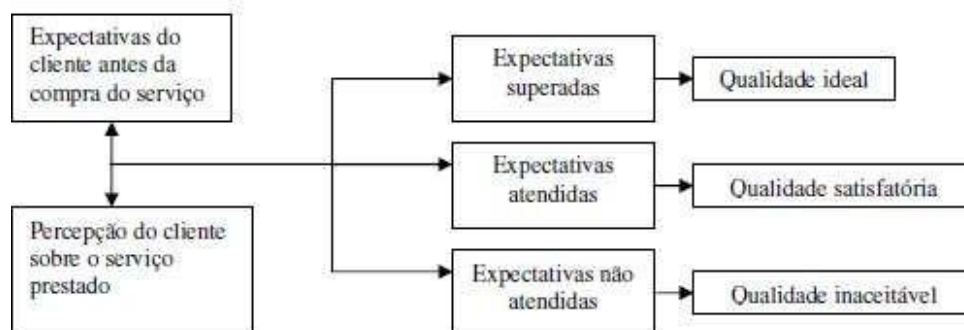 Expectativas do
cliente antes da
compra do serviço
Expectativas
superadas
Qualidade ideal
Expectativas
atendidas
Qualidade satisfatória
Percepção do cliente
sobre o serviço
prestado
Expectativas não
atendidas
Qualidade inaceitável